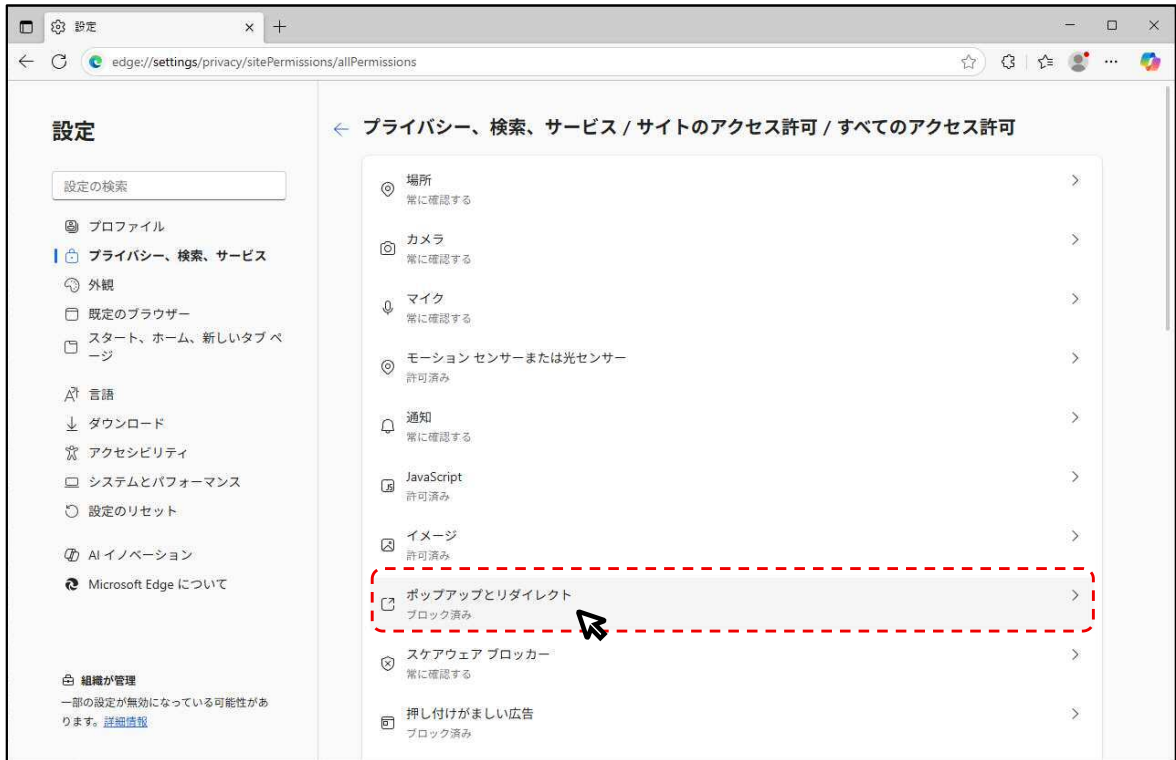 設定
edge://settings/privacy/sitePermissions/allPermissions
設定
設定の検索
プロファイル
プライバシー、検索、サービス
外観
既定のブラウザー
スタート、ホーム、新しいタブ ペ
ージ
言語
ダウンロード
アクセシビリティ
システムとパフォーマンス
設定のリセット
AI イノベーション
Microsoft Edge について
組織が管理
一部の設定が無効になっている可能性があ
ります。詳細情報
プライバシー、検索、サービス / サイトのアクセス許可 / すべてのアクセス許可
場所
常に確認する
カメラ
常に確認する
マイク
常に確認する
モーション センサーまたは光センサー
許可済み
通知
常に確認する
JavaScript
許可済み
イメージ
許可済み
ポップアップとリダイレクト
ブロック済み
スケアウェア ブロッカー
常に確認する
押し付けがましい広告
ブロック済み